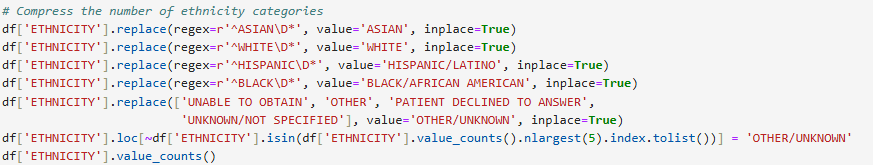 # Compress the number of ethnicity categories
df['ETHNICITY'].replace(regex=r'^ASIAN\D*', value='ASIAN', inplace=True)
df['ETHNICITY'].replace(regex=r'^WHITE\D*', value='WHITE', inplace=True)
df['ETHNICITY'].replace(regex=r'^HISPANIC\D*', value='HISPANIC/LATINO', inplace=True)
df['ETHNICITY'].replace(regex=r'^BLACK\D*', value='BLACK/AFRICAN AMERICAN', inplace=True)
df['ETHNICITY'].replace(['UNABLE TO OBTAIN', 'OTHER', 'PATIENT DECLINED TO ANSWER',
                         'UNKNOWN/NOT SPECIFIED'], value='OTHER/UNKNOWN', inplace=True)
df['ETHNICITY'].loc[~df['ETHNICITY'].isin(df['ETHNICITY'].value_counts().nlargest(5).index.tolist())] = 'OTHER/UNKNOWN'
df['ETHNICITY'].value_counts()